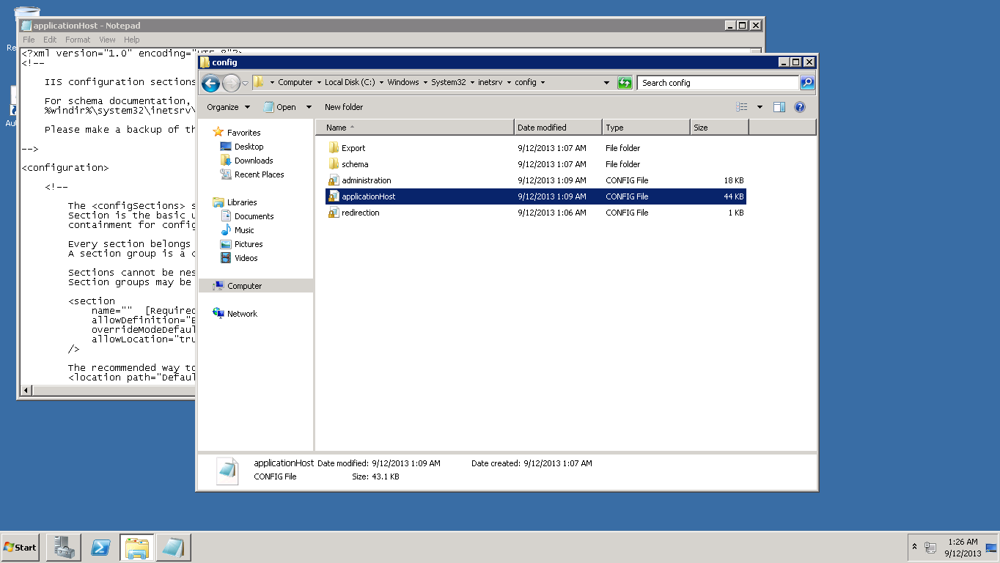 applicationHost - Notepad
File Edit Format View Help
<?xml version="1.0" encoding="UTF-8"?>
<!--
IIS configuration sections
For schema documentation,
%windir%\system32\inetsrv\
Please make a backup of th
-->
<configuration>
<!--
The <configSections> s
Section is the basic u
containment for config
Every section belongs
A section group is a c
Sections cannot be nes
Section groups may be
<section
name="" [Required
allowDefinition="E
overrideModeDefaul
allowLocation="tru
/>
The recommended way to
<location path="Defaul
Re
Au
config
Computer Local Disk (C:) Windows System32 inetsrv config
Search config
Organize Open New folder
Favorites
Desktop
Downloads
Recent Places
Libraries
Documents
Music
Pictures
Videos
Computer
Network
Name Date modified Type Size
Export 9/12/2013 1:07 AM File folder
schema 9/12/2013 1:07 AM File folder
administration 9/12/2013 1:09 AM CONFIG File 18 KB
applicationHost 9/12/2013 1:09 AM CONFIG File 44 KB
redirection 9/12/2013 1:06 AM CONFIG File 1 KB
applicationHost Date modified: 9/12/2013 1:09 AM Date created: 9/12/2013 1:07 AM
CONFIG File Size: 43.1 KB
Start
1:26 AM
9/12/2013